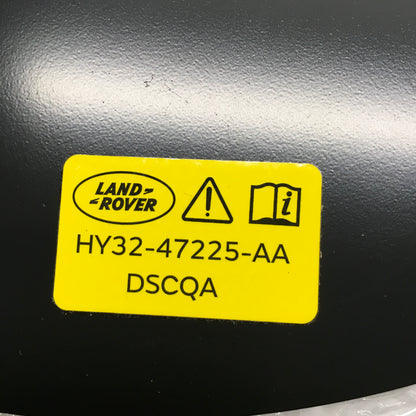 LAND
ROVER
HY32-47225-AA
DSCQA